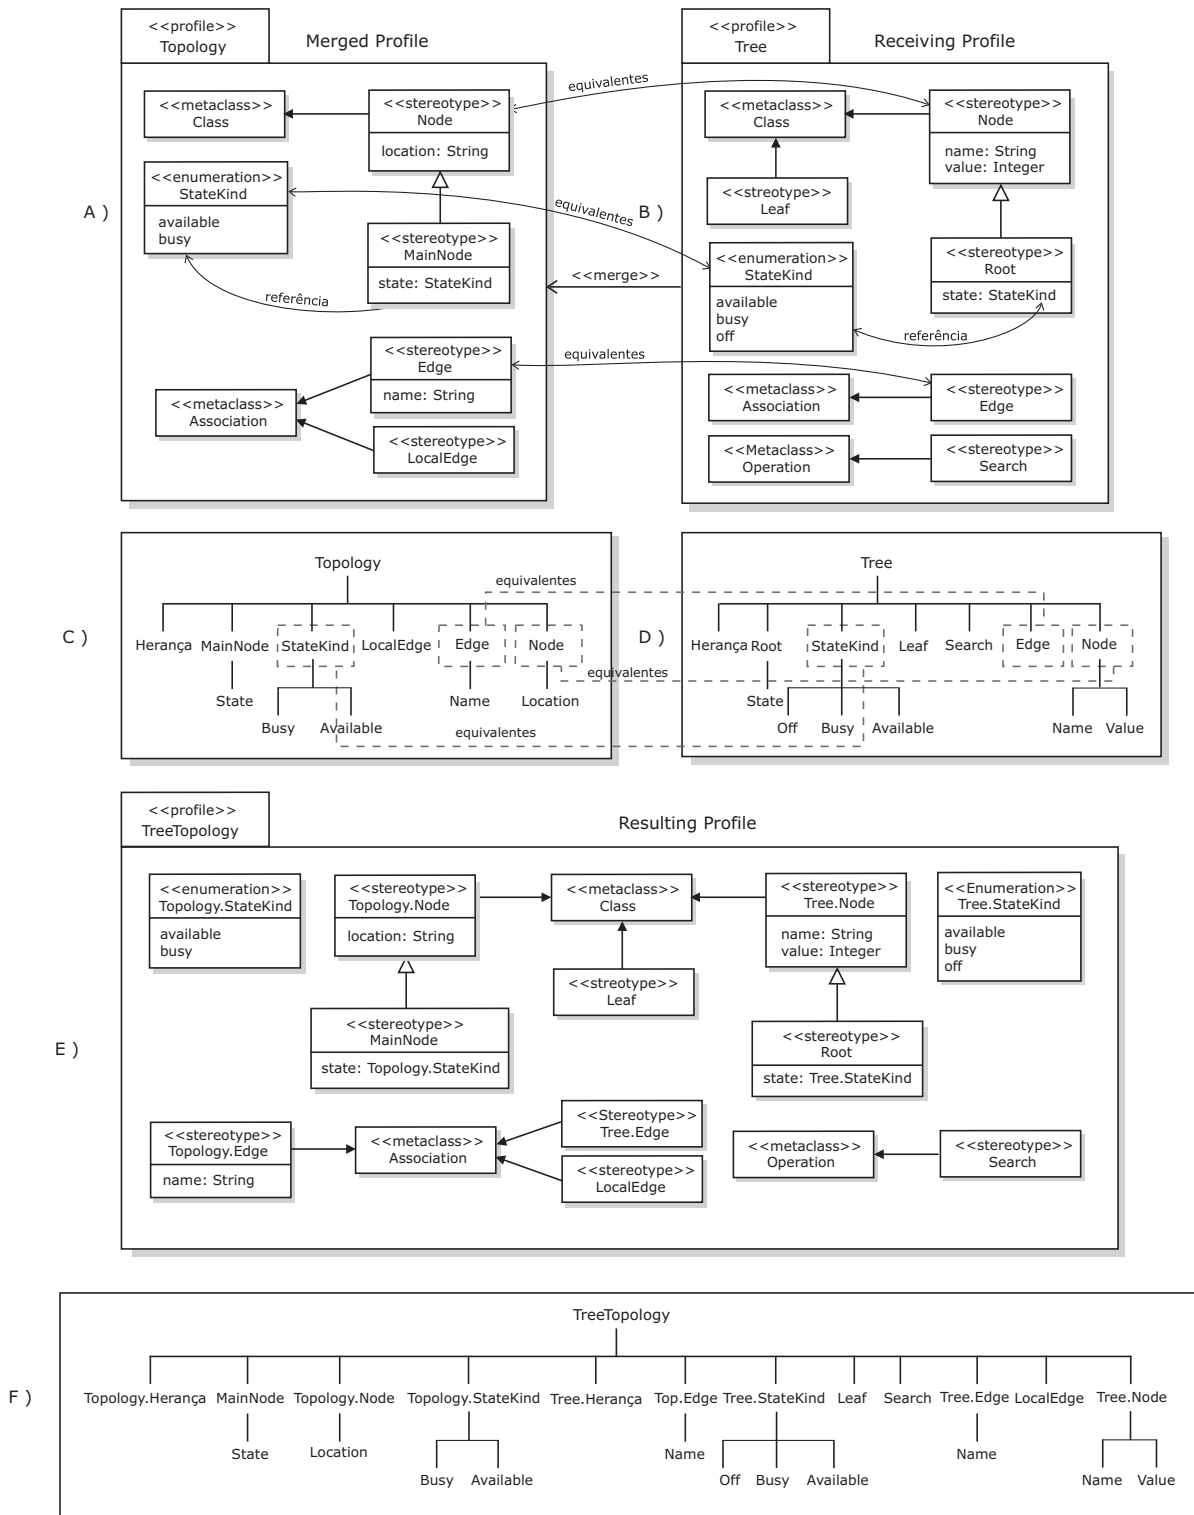 <<profile>>
Topology
Merged Profile
<<profile>>
Tree
Receiving Profile
A )
<<metaclass>>
Class
<<stereotype>>
Node
location: String
<<enumeration>>
StateKind
available
busy
<<stereotype>>
MainNode
state: StateKind
referência
<<stereotype>>
Edge
name: String
<<metaclass>>
Association
<<stereotype>>
LocalEdge
equivalentes
equivalentes
equivalentes
<<merge>>
B )
<<metaclass>>
Class
<<stereotype>>
Node
name: String
value: Integer
<<streotype>>
Leaf
<<enumeration>>
StateKind
available
busy
off
<<stereotype>>
Root
state: StateKind
referência
<<metaclass>>
Association
<<stereotype>>
Edge
<<Metaclass>>
Operation
<<stereotype>>
Search
C )
Topology
Herança
MainNode
StateKind
LocalEdge
Edge
Node
State
Busy
Available
Name
Location
equivalentes
equivalentes
equivalentes
D )
Tree
Herança
Root
StateKind
Leaf
Search
Edge
Node
State
Off
Busy
Available
Name
Value
<<profile>>
TreeTopology
Resulting Profile
E )
<<enumeration>>
Topology.StateKind
available
busy
<<stereotype>>
Topology.Node
location: String
<<metaclass>>
Class
<<stereotype>>
Tree.Node
name: String
value: Integer
<<Enumeration>>
Tree.StateKind
available
busy
off
<<streotype>>
Leaf
<<stereotype>>
MainNode
state: Topology.StateKind
<<stereotype>>
Root
state: Tree.StateKind
<<stereotype>>
Topology.Edge
name: String
<<metaclass>>
Association
<<Stereotype>>
Tree.Edge
<<stereotype>>
LocalEdge
<<metaclass>>
Operation
<<stereotype>>
Search
F )
TreeTopology
Topology.Herança
MainNode
Topology.Node
Topology.StateKind
Tree.Herança
Top.Edge
Tree.StateKind
Leaf
Search
Tree.Edge
LocalEdge
Tree.Node
State
Location
Busy
Available
Name
Off
Busy
Available
Name
Name
Value